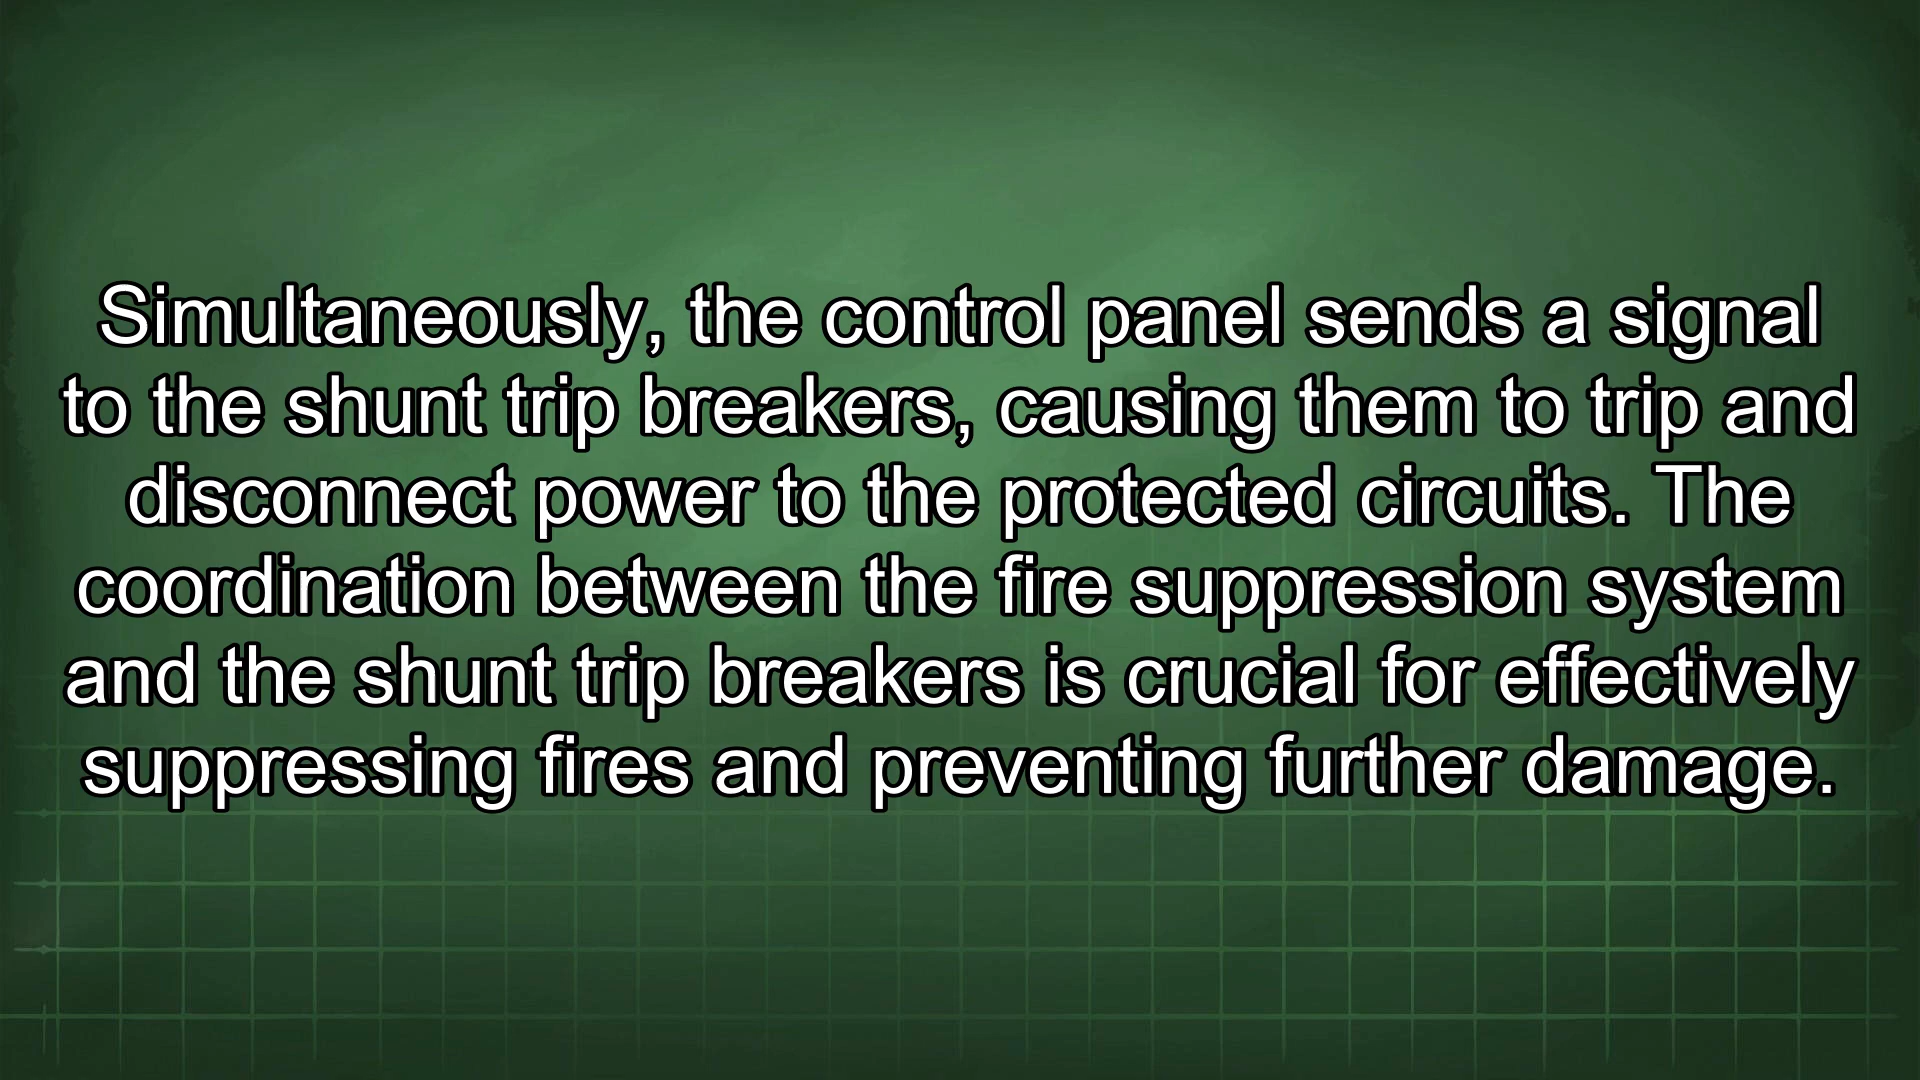 Simultaneously, the control panel sends a signal
to the shunt trip breakers, causing them to trip and
disconnect power to the protected circuits. The
coordination between the fire suppression system
and the shunt trip breakers is crucial for effectively
suppressing fires and preventing further damage.